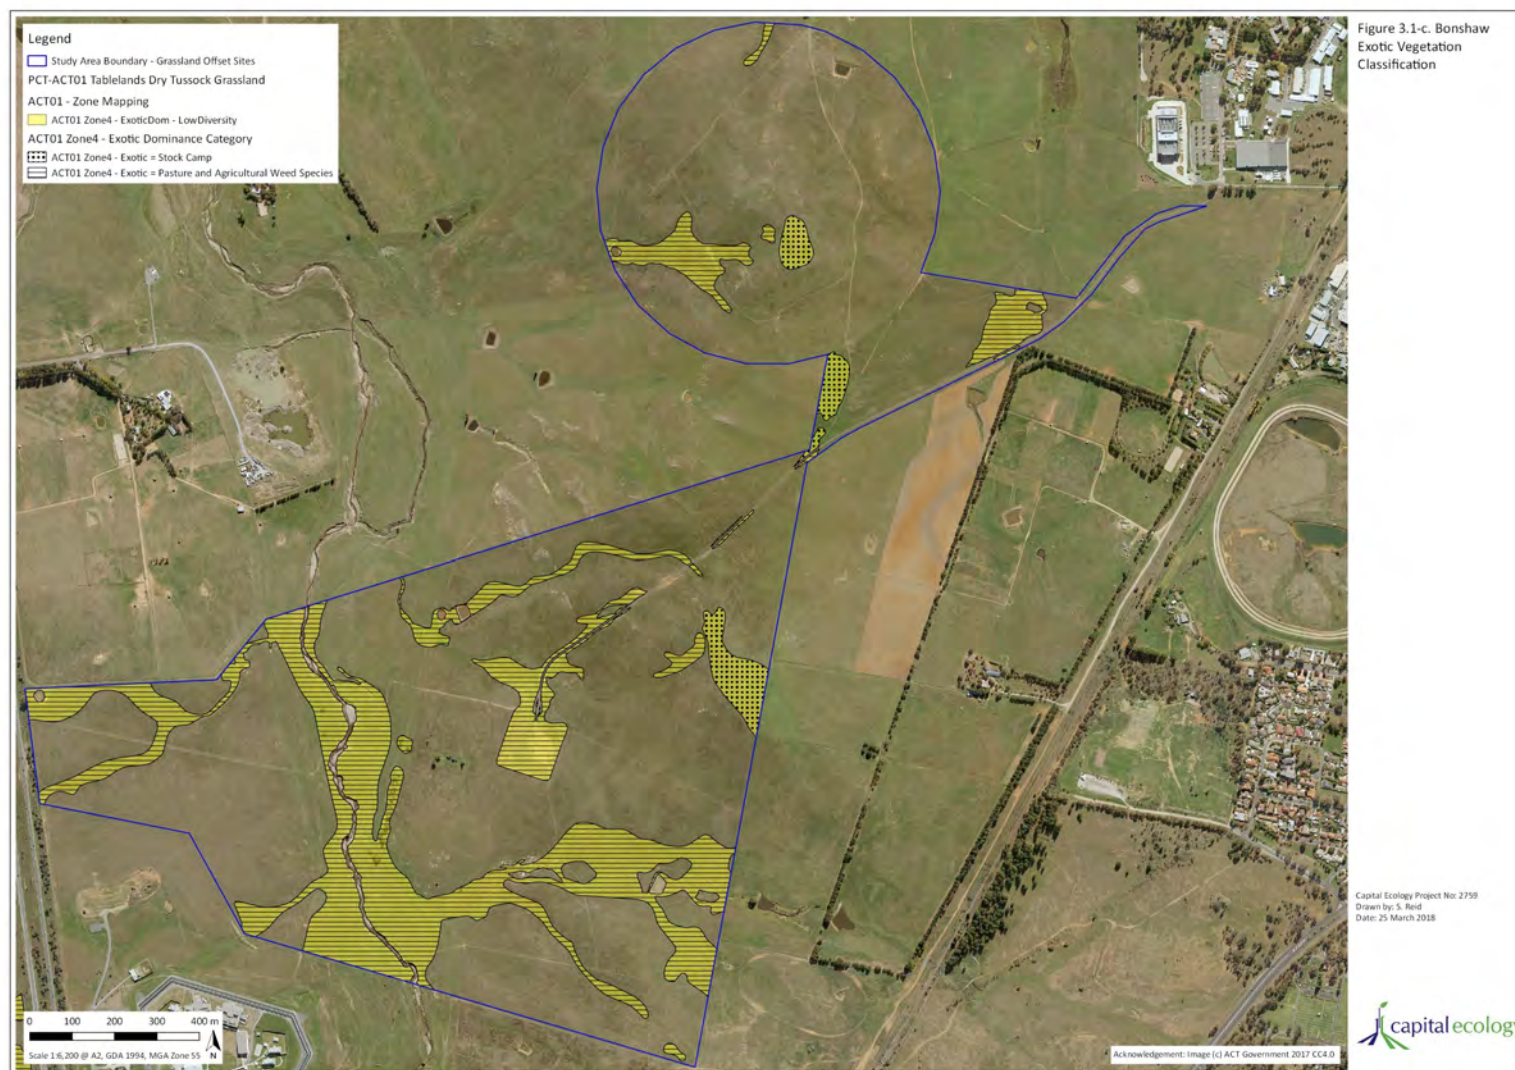 Legend
Study Area Boundary - Grassland Offset Sites
PCT-ACT01 Tablelands Dry Tussock Grassland
ACT01 - Zone Mapping
ACT01 Zone4 - ExoticDom - LowDiversity
ACT01 Zone4 - Exotic Dominance Category
ACT01 Zone4 - Exotic = Stock Camp
ACT01 Zone4 - Exotic = Pasture and Agricultural Weed Species
Figure 3.1-c. Bonshaw
Exotic Vegetation
Classification
Capital Ecology Project No: 2759
Drawn by: S. Reid
Date: 25 March 2018
0 100 200 300 400 m
Scale 1:6,200 @ A2, GDA 1994, MGA Zone 55
N
Acknowledgement: Image (c) ACT Government 2017 CC4.0
capital ecology